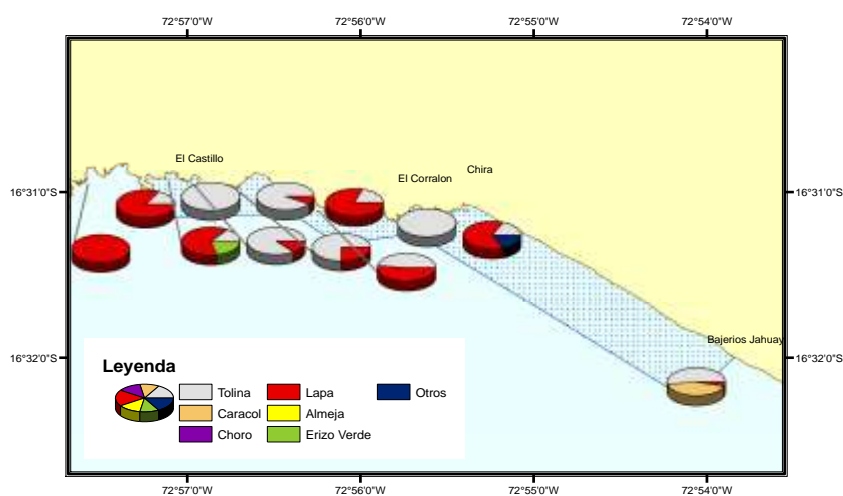 72°57'0"W 72°56'0"W 72°55'0"W 72°54'0"W
El Castillo
Chira
El Corralon
16°31'0"S 16°31'0"S
Bajerios Jahuay
16°32'0"S 16°32'0"S
Leyenda
Tolina Lapa Otros
Caracol Almeja
Choro Erizo Verde
72°57'0"W 72°56'0"W 72°55'0"W 72°54'0"W